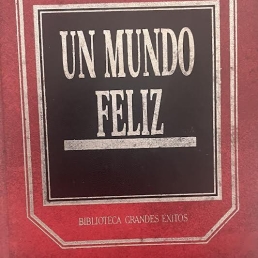 UN MUNDO
FELIZ
BIBLIOTECA GRANDES EXITOS